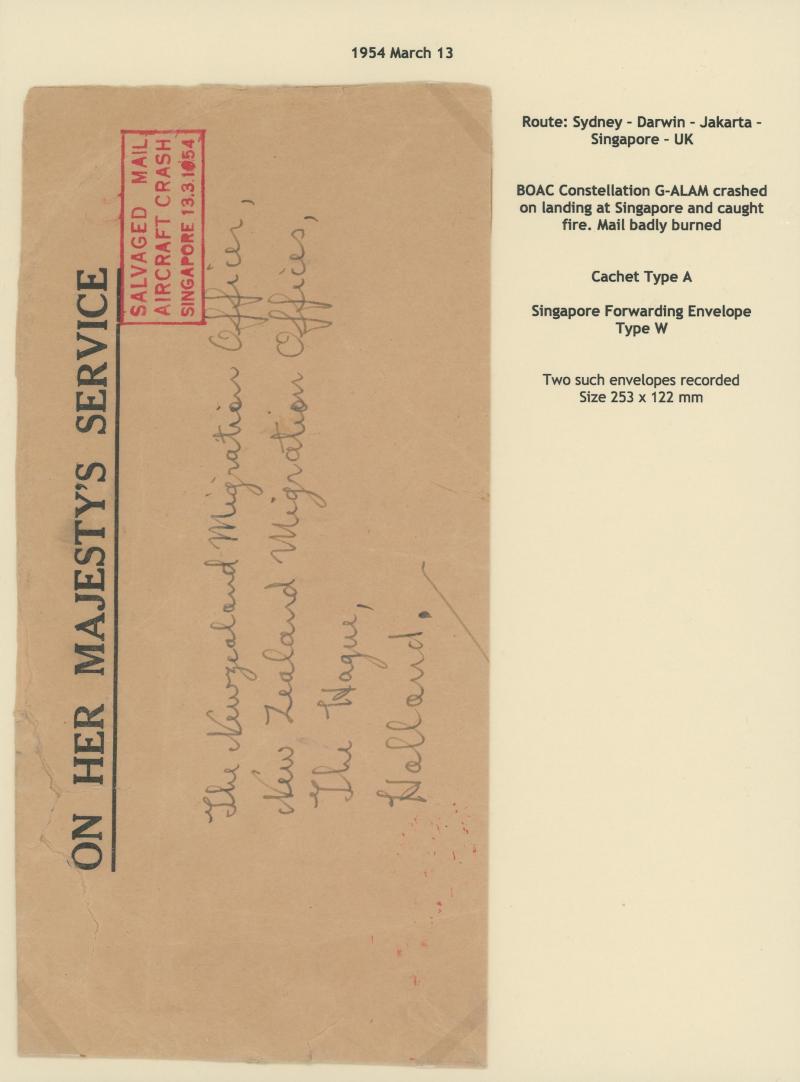 1954 March 13
ON HER MAJESTY'S SERVICE
SALVAGED MAIL
AIRCRAFT CRASH
SINGAPORE 13.3.1954
The Newzealand Migration Officer,
New Zealand Migration Offices,
The Hague,
Holland.
Route: Sydney - Darwin - Jakarta -
Singapore - UK
BOAC Constellation G-ALAM crashed
on landing at Singapore and caught
fire. Mail badly burned
Cachet Type A
Singapore Forwarding Envelope
Type W
Two such envelopes recorded
Size 253 x 122 mm